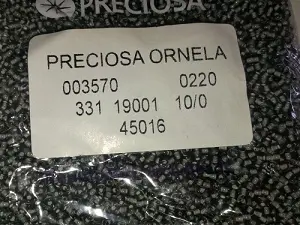 PRECIOSA
PRECIOSA ORNELA
003570 0220
331 19001 10/0
45016